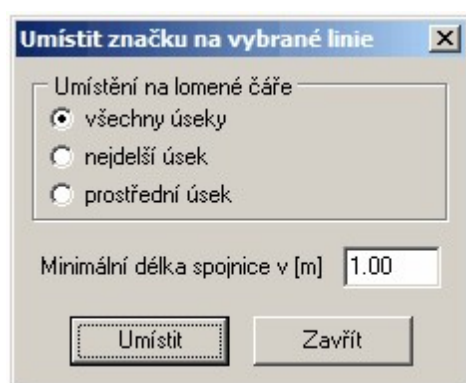 Umístit značku na vybrané linie
Umístění na lomené čáře
všechny úseky
nejdelší úsek
prostřední úsek
Minimální délka spojnice v [m] 1.00
Umístit Zavřít